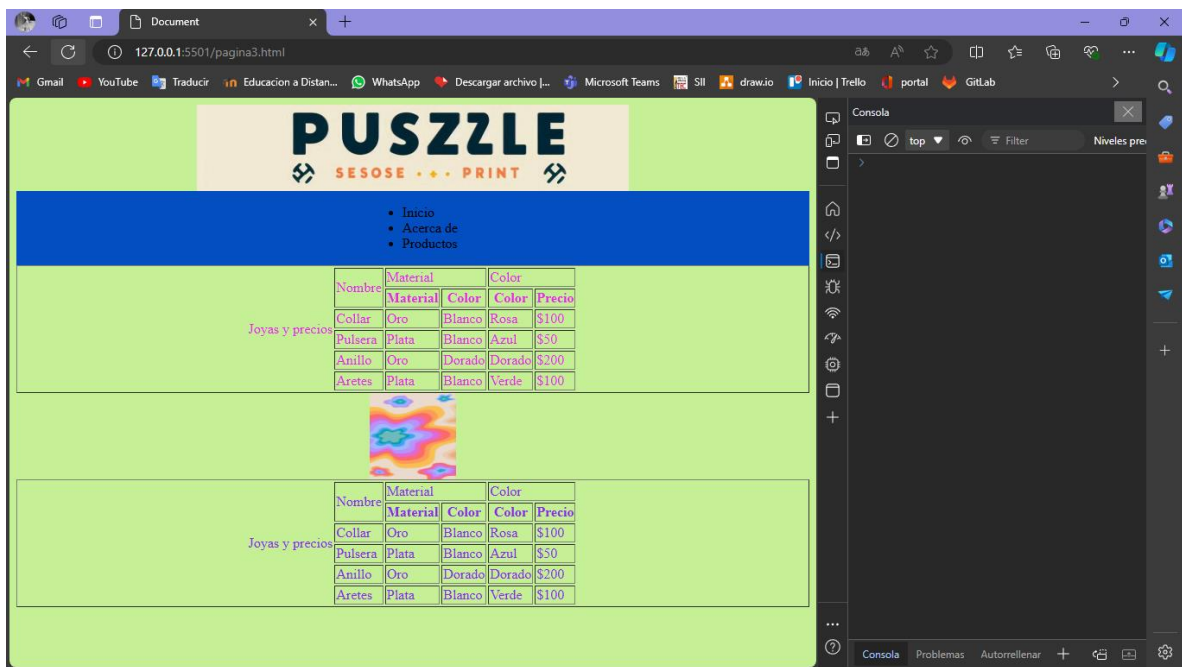 Document
127.0.0.1:5501/pagina3.html
Gmail YouTube Traducir Educacion a Distan... WhatsApp Descargar archivo |... Microsoft Teams SII draw.io Inicio | Trello portal GitLab
PUSZZLE
SESOSE PRINT
Inicio
Acerca de
Productos
Joyas y precios
Nombre Material Color
Material Color Color Precio
Collar Oro Blanco Rosa $100
Pulsera Plata Blanco Azul $50
Anillo Oro Dorado Dorado $200
Aretes Plata Blanco Verde $100
Joyas y precios
Nombre Material Color
Material Color Color Precio
Collar Oro Blanco Rosa $100
Pulsera Plata Blanco Azul $50
Anillo Oro Dorado Dorado $200
Aretes Plata Blanco Verde $100
Consola
top Filter Niveles pre
Consola Problemas Autorrellenar